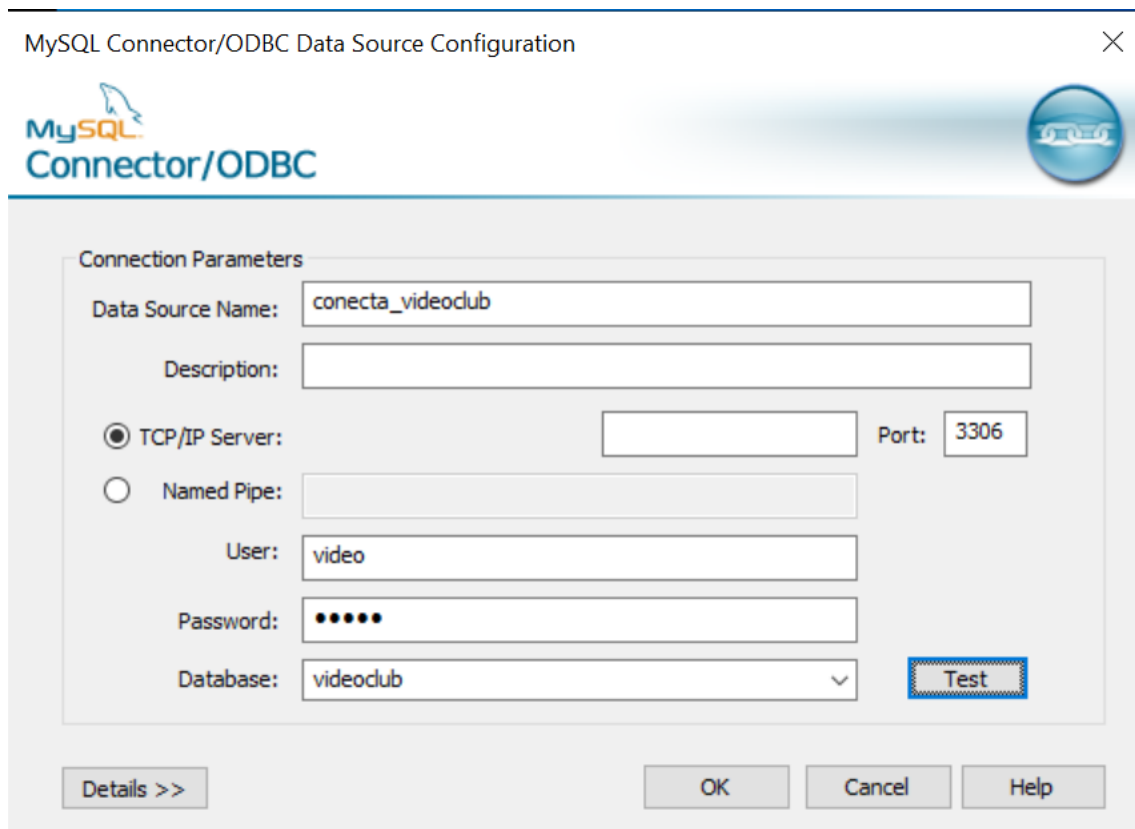 MySQL Connector/ODBC Data Source Configuration
MySQL
Connector/ODBC
Connection Parameters
Data Source Name: conecta_videoclub
Description:
TCP/IP Server: Port: 3306
Named Pipe:
User: video
Password: •••••
Database: videoclub Test
Details >> OK Cancel Help